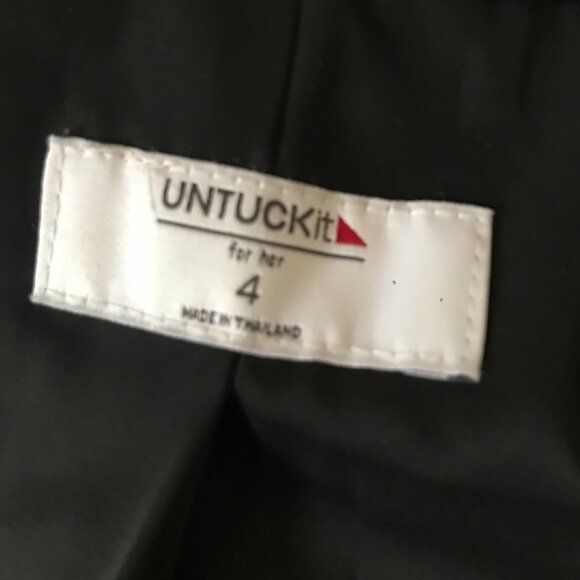 UNTUCKit
for her
4
MADE IN THAILAND